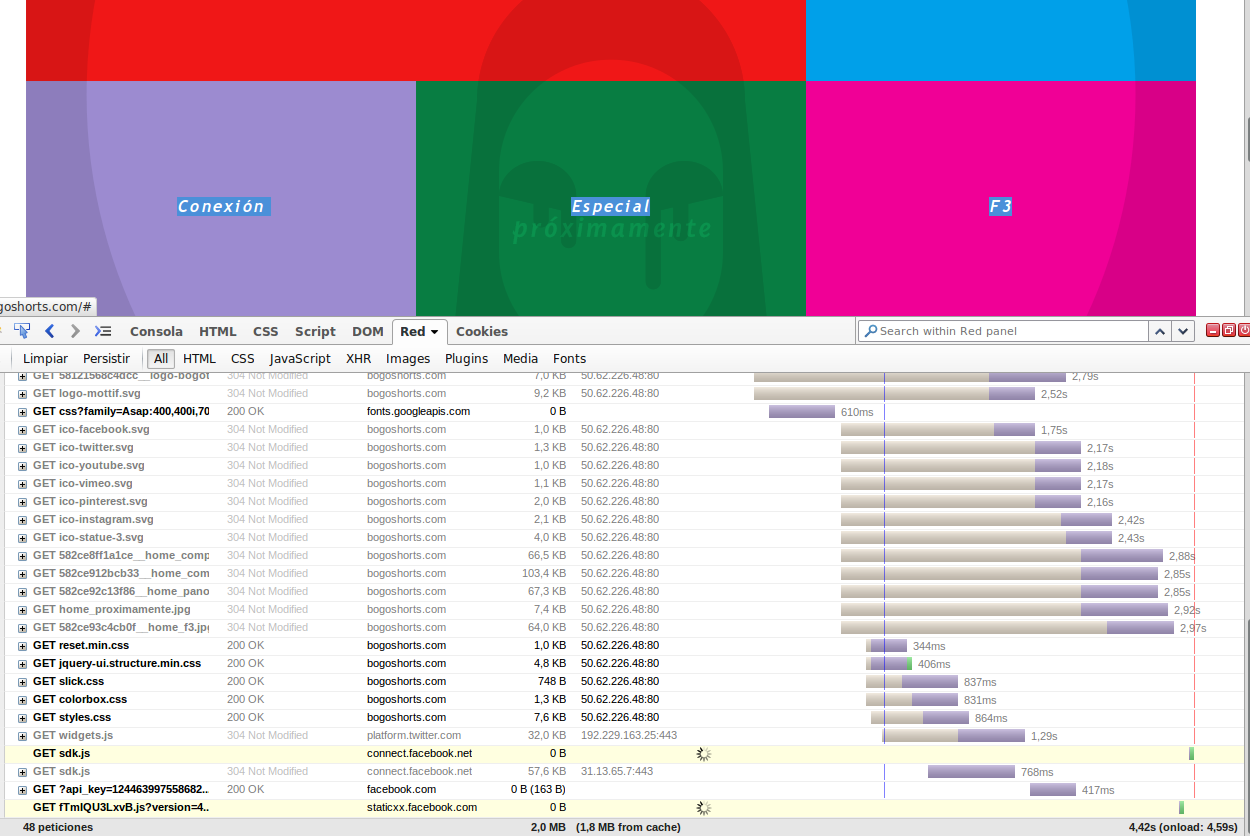 Conexión
Especial
F3
próximamente
goshorts.com/#
Consola HTML CSS Script DOM Red Cookies Search within Red panel
Limpiar Persistir All HTML CSS JavaScript XHR Images Plugins Media Fonts
GET 58121568c4dcc__logo-bogot 304 Not Modified bogoshorts.com 7,0 KB 50.62.226.48:80 2,79s
GET logo-mottif.svg 304 Not Modified bogoshorts.com 9,2 KB 50.62.226.48:80 2,52s
GET css?family=Asap:400,400i,70 200 OK fonts.googleapis.com 0 B 610ms
GET ico-facebook.svg 304 Not Modified bogoshorts.com 1,0 KB 50.62.226.48:80 1,75s
GET ico-twitter.svg 304 Not Modified bogoshorts.com 1,3 KB 50.62.226.48:80 2,17s
GET ico-youtube.svg 304 Not Modified bogoshorts.com 1,0 KB 50.62.226.48:80 2,18s
GET ico-vimeo.svg 304 Not Modified bogoshorts.com 1,1 KB 50.62.226.48:80 2,17s
GET ico-pinterest.svg 304 Not Modified bogoshorts.com 2,0 KB 50.62.226.48:80 2,16s
GET ico-instagram.svg 304 Not Modified bogoshorts.com 2,1 KB 50.62.226.48:80 2,42s
GET ico-statue-3.svg 304 Not Modified bogoshorts.com 4,0 KB 50.62.226.48:80 2,43s
GET 582ce8ff1a1ce__home_comp 304 Not Modified bogoshorts.com 66,5 KB 50.62.226.48:80 2,88s
GET 582ce912bcb33__home_com 304 Not Modified bogoshorts.com 103,4 KB 50.62.226.48:80 2,85s
GET 582ce92c13f86__home_pano 304 Not Modified bogoshorts.com 67,3 KB 50.62.226.48:80 2,85s
GET home_proximamente.jpg 304 Not Modified bogoshorts.com 7,4 KB 50.62.226.48:80 2,92s
GET 582ce93c4cb0f__home_f3.jpg 304 Not Modified bogoshorts.com 64,0 KB 50.62.226.48:80 2,97s
GET reset.min.css 200 OK bogoshorts.com 1,0 KB 50.62.226.48:80 344ms
GET jquery-ui.structure.min.css 200 OK bogoshorts.com 4,8 KB 50.62.226.48:80 406ms
GET slick.css 200 OK bogoshorts.com 748 B 50.62.226.48:80 837ms
GET colorbox.css 200 OK bogoshorts.com 1,3 KB 50.62.226.48:80 831ms
GET styles.css 200 OK bogoshorts.com 7,6 KB 50.62.226.48:80 864ms
GET widgets.js 304 Not Modified platform.twitter.com 32,0 KB 192.229.163.25:443 1,29s
GET sdk.js connect.facebook.net 0 B
GET sdk.js 304 Not Modified connect.facebook.net 57,6 KB 31.13.65.7:443 768ms
GET ?api_key=124463997558682... 200 OK facebook.com 0 B (163 B) 417ms
GET fTmIQU3LxvB.js?version=4... staticxx.facebook.com 0 B
48 peticiones 2,0 MB (1,8 MB from cache) 4,42s (onload: 4,59s)